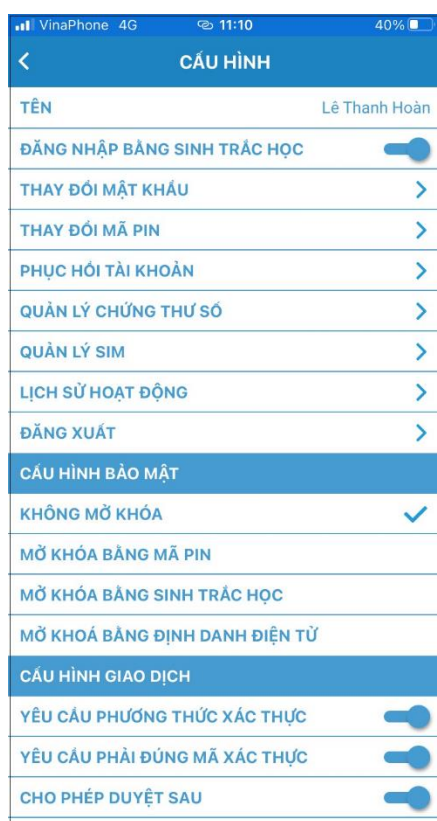 VinaPhone 4G 11:10 40%
CẤU HÌNH
TÊN Lê Thanh Hoàn
ĐĂNG NHẬP BẰNG SINH TRẮC HỌC
THAY ĐỔI MẬT KHẨU
THAY ĐỔI MÃ PIN
PHỤC HỒI TÀI KHOẢN
QUẢN LÝ CHỨNG THƯ SỐ
QUẢN LÝ SIM
LỊCH SỬ HOẠT ĐỘNG
ĐĂNG XUẤT
CẤU HÌNH BẢO MẬT
KHÔNG MỞ KHÓA
MỞ KHÓA BẰNG MÃ PIN
MỞ KHÓA BẰNG SINH TRẮC HỌC
MỞ KHOÁ BẰNG ĐỊNH DANH ĐIỆN TỬ
CẤU HÌNH GIAO DỊCH
YÊU CẦU PHƯƠNG THỨC XÁC THỰC
YÊU CẦU PHẢI ĐÚNG MÃ XÁC THỰC
CHO PHÉP DUYỆT SAU